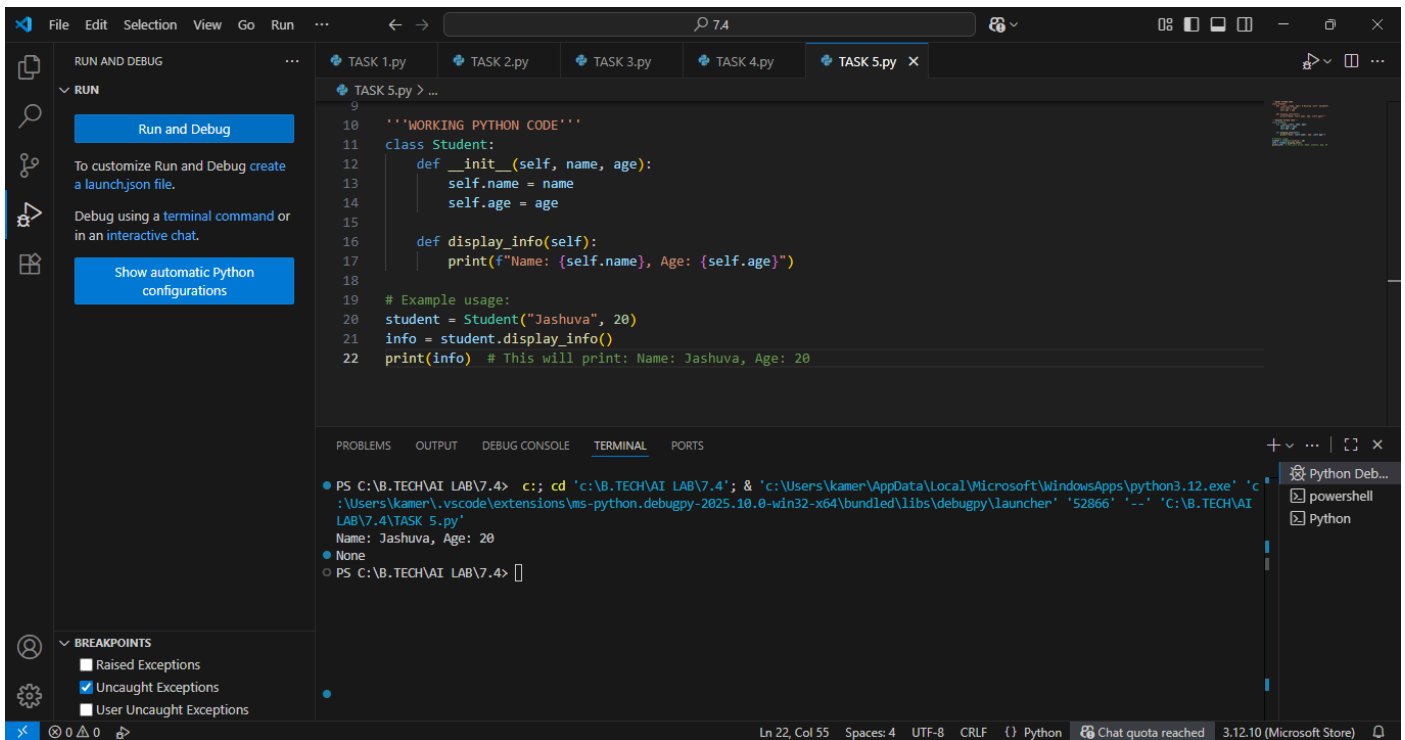 File Edit Selection View Go Run ··· 7.4
RUN AND DEBUG ···
RUN
Run and Debug
To customize Run and Debug create
a launch.json file.
Debug using a terminal command or
in an interactive chat.
Show automatic Python
configurations
BREAKPOINTS
Raised Exceptions
Uncaught Exceptions
User Uncaught Exceptions
TASK 1.py TASK 2.py TASK 3.py TASK 4.py TASK 5.py
TASK 5.py > ...
9
10 '''WORKING PYTHON CODE'''
11 class Student:
12     def __init__(self, name, age):
13         self.name = name
14         self.age = age
15
16     def display_info(self):
17         print(f"Name: {self.name}, Age: {self.age}")
18
19 # Example usage:
20 student = Student("Jashuva", 20)
21 info = student.display_info()
22 print(info)  # This will print: Name: Jashuva, Age: 20
PROBLEMS OUTPUT DEBUG CONSOLE TERMINAL PORTS
PS C:\B.TECH\AI LAB\7.4>  c:; cd 'c:\B.TECH\AI LAB\7.4'; & 'c:\Users\kamer\AppData\Local\Microsoft\WindowsApps\python3.12.exe' 'c
:\Users\kamer\.vscode\extensions\ms-python.debugpy-2025.10.0-win32-x64\bundled\libs\debugpy\launcher' '52866' '--' 'C:\B.TECH\AI
LAB\7.4\TASK 5.py'
Name: Jashuva, Age: 20
None
PS C:\B.TECH\AI LAB\7.4>
Python Deb...
powershell
Python
0 0 Ln 22, Col 55 Spaces: 4 UTF-8 CRLF {} Python Chat quota reached 3.12.10 (Microsoft Store)